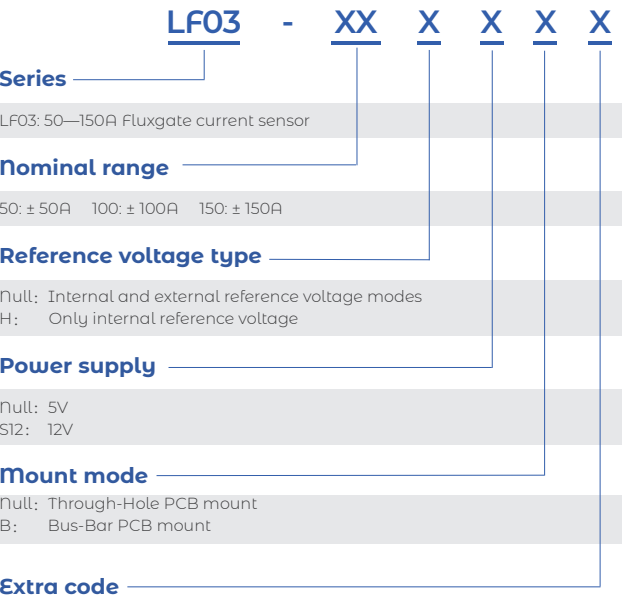 LF03 - XX X X X X
Series
LF03: 50—150A Fluxgate current sensor
Nominal range
50: ± 50A 100: ± 100A 150: ± 150A
Reference voltage type
Null: Internal and external reference voltage modes
H: Only internal reference voltage
Power supply
Null: 5V
S12: 12V
Mount mode
Null: Through-Hole PCB mount
B: Bus-Bar PCB mount
Extra code